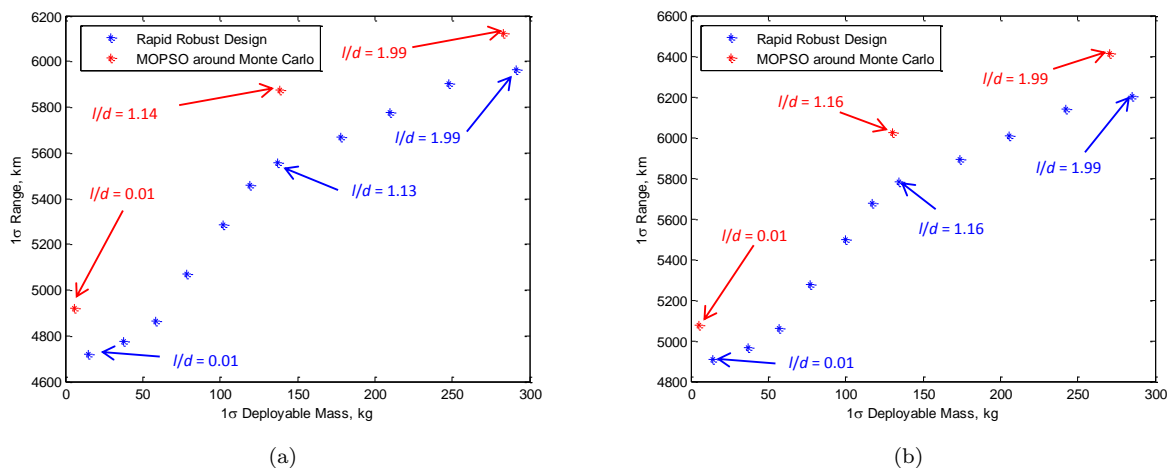 6200
6000
5800
5600
5400
5200
5000
4800
4600
0
50
100
150
200
250
300
1σ Range, km
1σ Deployable Mass, kg
Rapid Robust Design
MOPSO around Monte Carlo
l/d = 1.99
l/d = 1.14
l/d = 1.99
l/d = 0.01
l/d = 1.13
l/d = 0.01
(a)
6600
6400
6200
6000
5800
5600
5400
5200
5000
4800
0
50
100
150
200
250
300
1σ Range, km
1σ Deployable Mass, kg
Rapid Robust Design
MOPSO around Monte Carlo
l/d = 1.99
l/d = 1.16
l/d = 1.99
l/d = 1.16
l/d = 0.01
l/d = 0.01
(b)